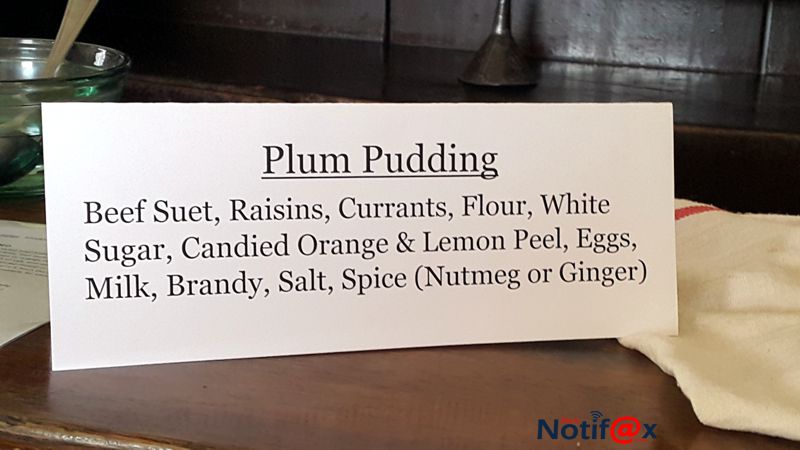 Plum Pudding
Beef Suet, Raisins, Currants, Flour, White
Sugar, Candied Orange & Lemon Peel, Eggs,
Milk, Brandy, Salt, Spice (Nutmeg or Ginger)
Notif@x